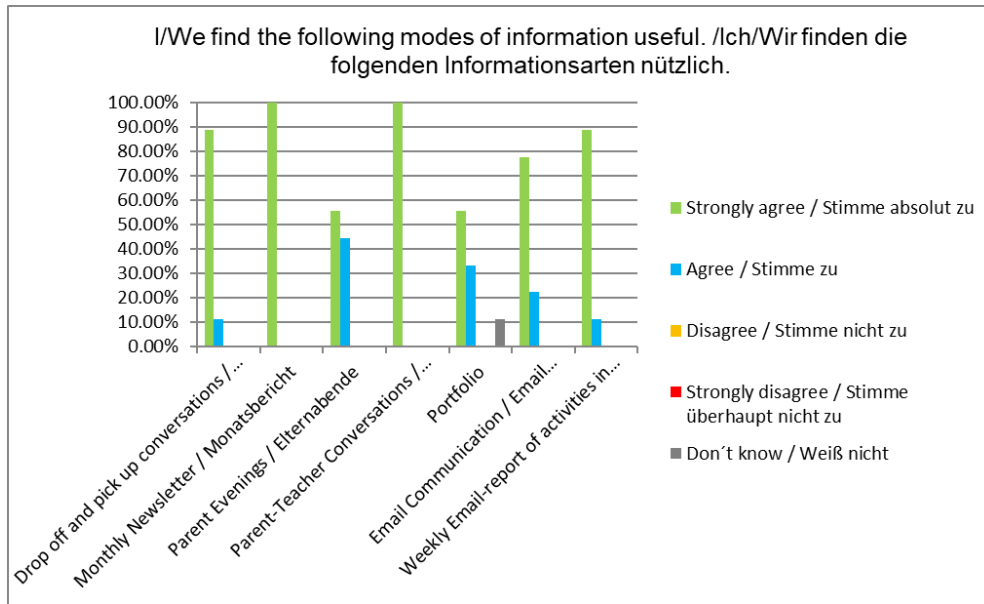 I/We find the following modes of information useful. /Ich/Wir finden die
folgenden Informationsarten nützlich.
100.00%
90.00%
80.00%
70.00%
60.00%
50.00%
40.00%
30.00%
20.00%
10.00%
0.00%
Drop off and pick up conversations /...
Monthly Newsletter / Monatsbericht
Parent Evenings / Elternabende
Parent-Teacher Conversations /...
Portfolio
Email Communication / Email...
Weekly Email-report of activities in...
Strongly agree / Stimme absolut zu
Agree / Stimme zu
Disagree / Stimme nicht zu
Strongly disagree / Stimme
überhaupt nicht zu
Don´t know / Weiß nicht